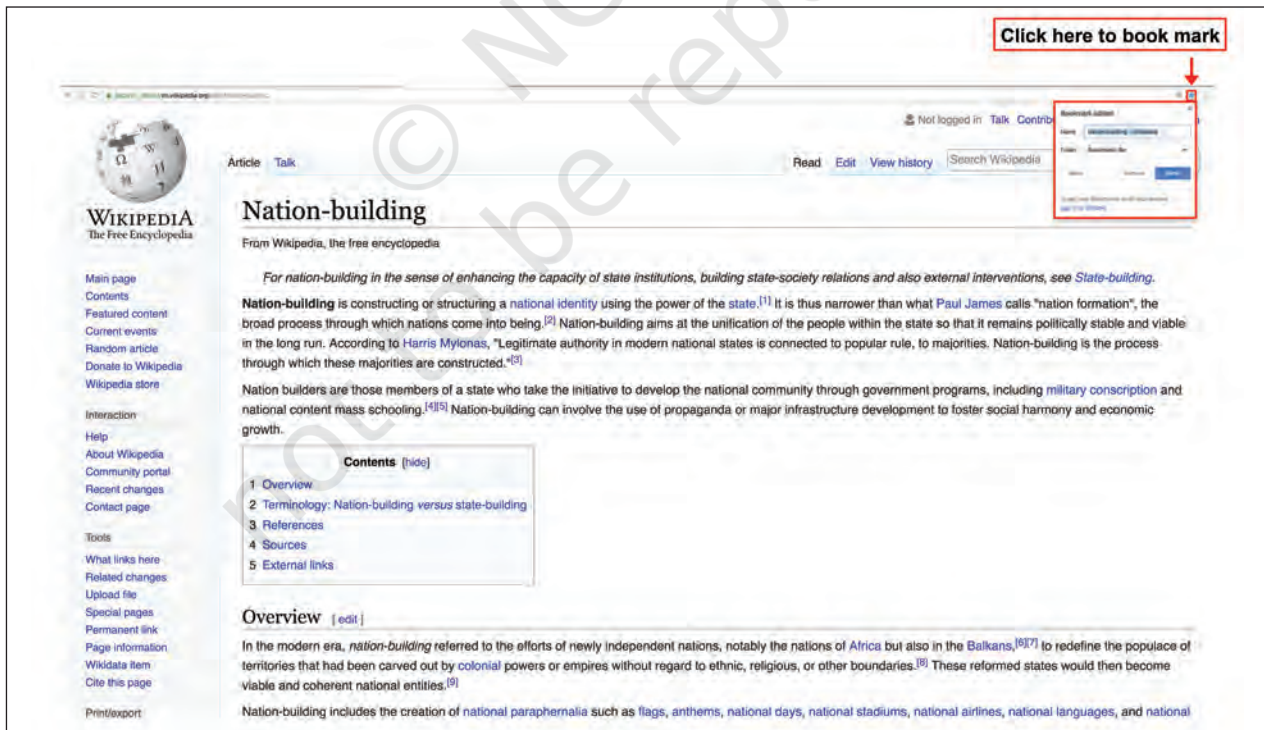 Click here to book mark
Not logged in Talk Contrib
Bookmark added
Article Talk
Read Edit View history Search Wikipedia
WIKIPEDIA
The Free Encyclopedia
Nation-building
From Wikipedia, the free encyclopedia
For nation-building in the sense of enhancing the capacity of state institutions, building state-society relations and also external interventions, see State-building.
Nation-building is constructing or structuring a national identity using the power of the state.[1] It is thus narrower than what Paul James calls "nation formation", the
broad process through which nations come into being.[2] Nation-building aims at the unification of the people within the state so that it remains politically stable and viable
in the long run. According to Harris Mylonas, "Legitimate authority in modern national states is connected to popular rule, to majorities. Nation-building is the process
through which these majorities are constructed."[3]
Nation builders are those members of a state who take the initiative to develop the national community through government programs, including military conscription and
national content mass schooling.[4][5] Nation-building can involve the use of propaganda or major infrastructure development to foster social harmony and economic
growth.
Main page
Contents
Featured content
Current events
Random article
Donate to Wikipedia
Wikipedia store
Interaction
Help
About Wikipedia
Community portal
Recent changes
Contact page
Tools
What links here
Related changes
Upload file
Special pages
Permanent link
Page information
Wikidata item
Cite this page
Print/export
Contents [hide]
1 Overview
2 Terminology: Nation-building versus state-building
3 References
4 Sources
5 External links
Overview [edit]
In the modern era, nation-building referred to the efforts of newly independent nations, notably the nations of Africa but also in the Balkans,[6][7] to redefine the populace of
territories that had been carved out by colonial powers or empires without regard to ethnic, religious, or other boundaries.[8] These reformed states would then become
viable and coherent national entities.[9]
Nation-building includes the creation of national paraphernalia such as flags, anthems, national days, national stadiums, national airlines, national languages, and national
not to be rep